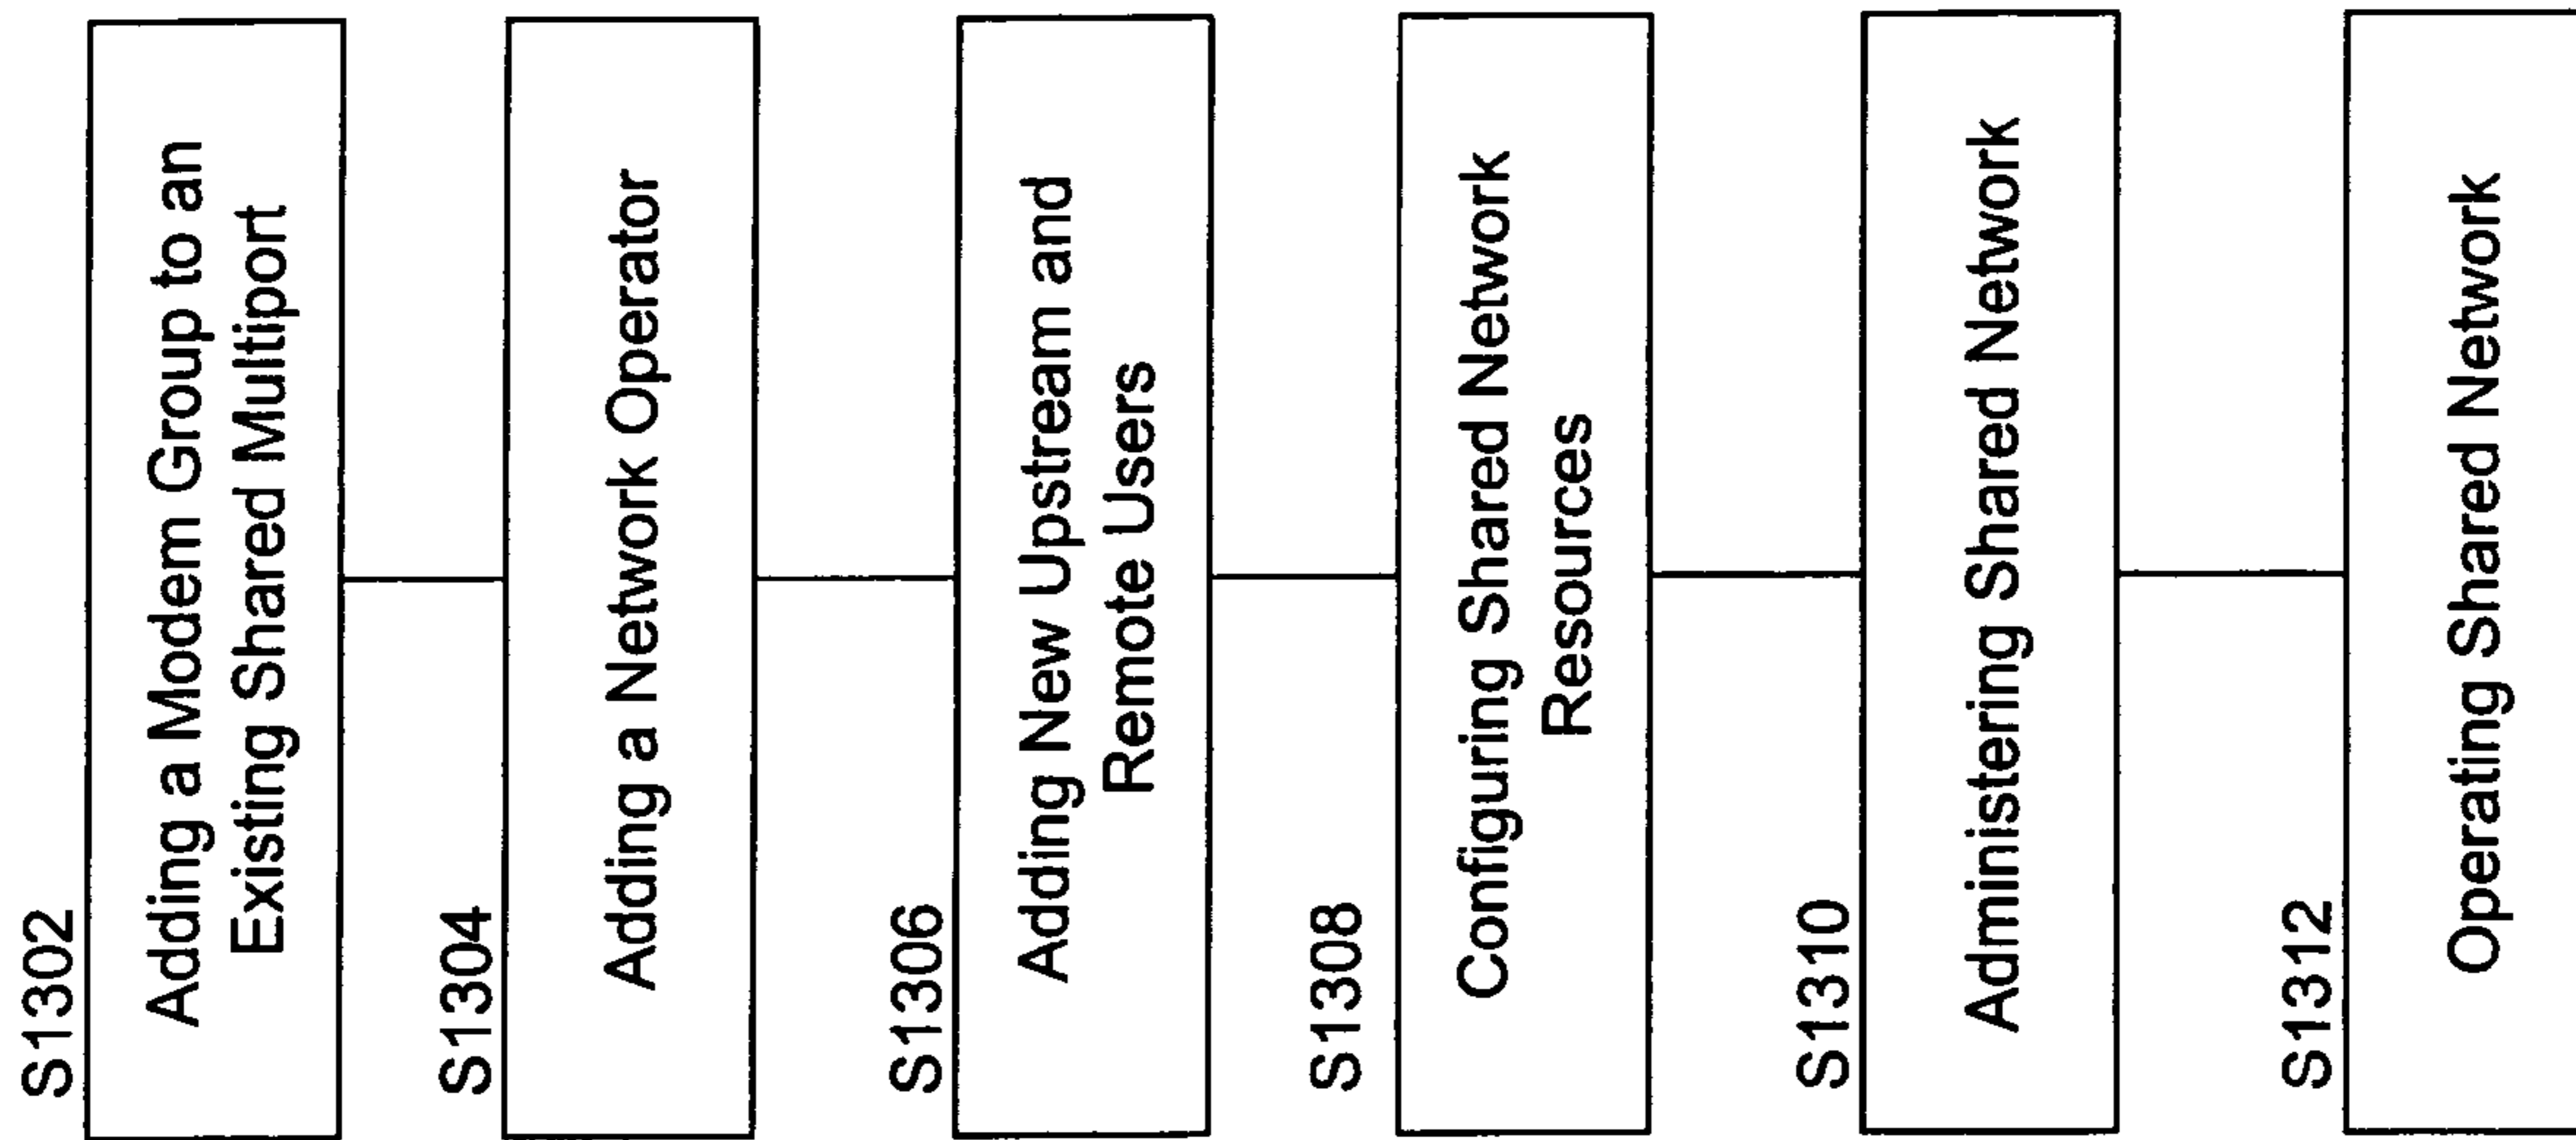 S1302
Adding a Modem Group to an
Existing Shared Multiport
S1304
Adding a Network Operator
S1306
Adding New Upstream and
Remote Users
S1308
Configuring Shared Network
Resources
S1310
Administering Shared Network
S1312
Operating Shared Network